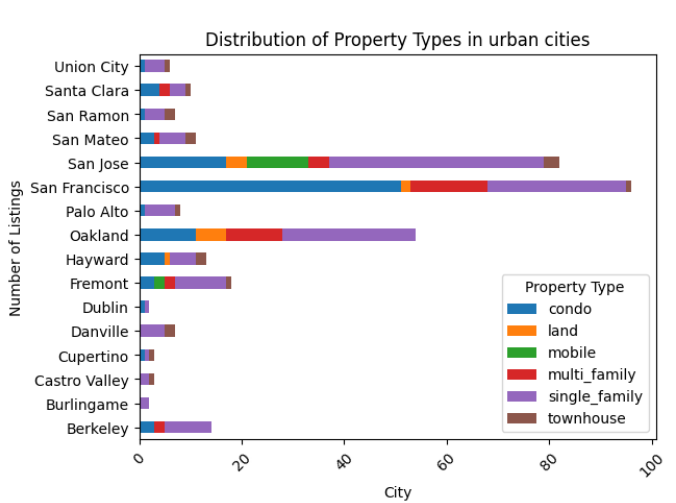 Distribution of Property Types in urban cities
Number of Listings
Union City
Santa Clara
San Ramon
San Mateo
San Jose
San Francisco
Palo Alto
Oakland
Hayward
Fremont
Dublin
Danville
Cupertino
Castro Valley
Burlingame
Berkeley
Property Type
condo
land
mobile
multi_family
single_family
townhouse
0 20 40 60 80 100
City